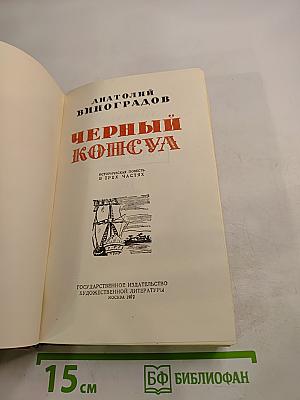 АНАТОЛИЙ
ВИНОГРАДОВ
ЧЕРНЫЙ
КОНСУЛ
ИСТОРИЧЕСКАЯ ПОВЕСТЬ
В ТРЕХ ЧАСТЯХ
ГОСУДАРСТВЕННОЕ ИЗДАТЕЛЬСТВО
ХУДОЖЕСТВЕННОЙ ЛИТЕРАТУРЫ
МОСКВА
15 см
БФ БИБЛИОФАН